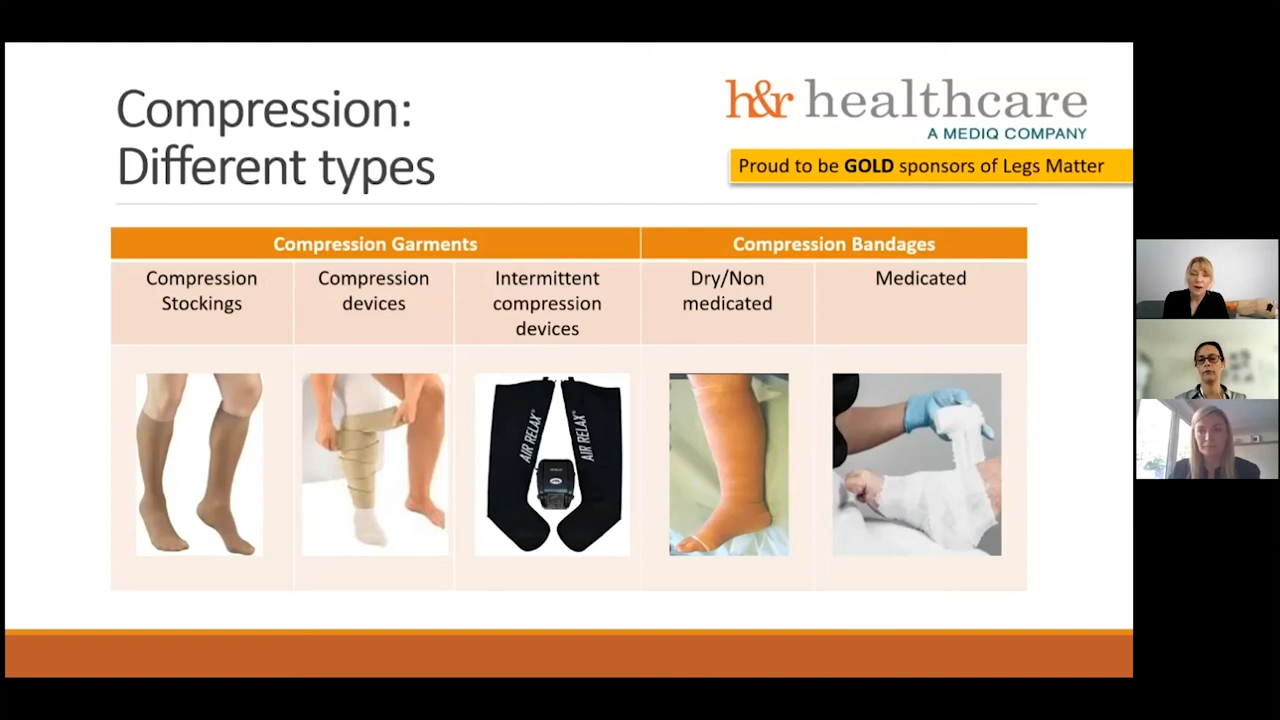 Compression:
Different types
h&r healthcare
A MEDIQ COMPANY
Proud to be GOLD sponsors of Legs Matter
Compression Garments
Compression Bandages
Compression
Stockings
Compression
devices
Intermittent
compression
devices
Dry/Non
medicated
Medicated
AIR RELAX
AIR RELAX